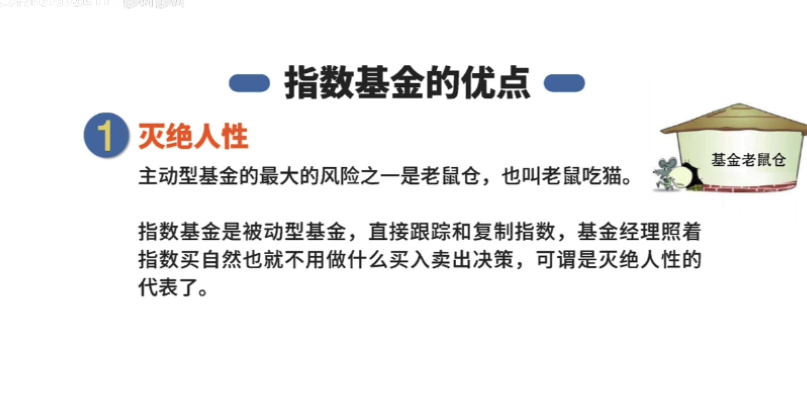 指数基金的优点
1 灭绝人性
主动型基金的最大的风险之一是老鼠仓，也叫老鼠吃猫。
基金老鼠仓
指数基金是被动型基金，直接跟踪和复制指数，基金经理照着
指数买自然也就不用做什么买入卖出决策，可谓是灭绝人性的
代表了。